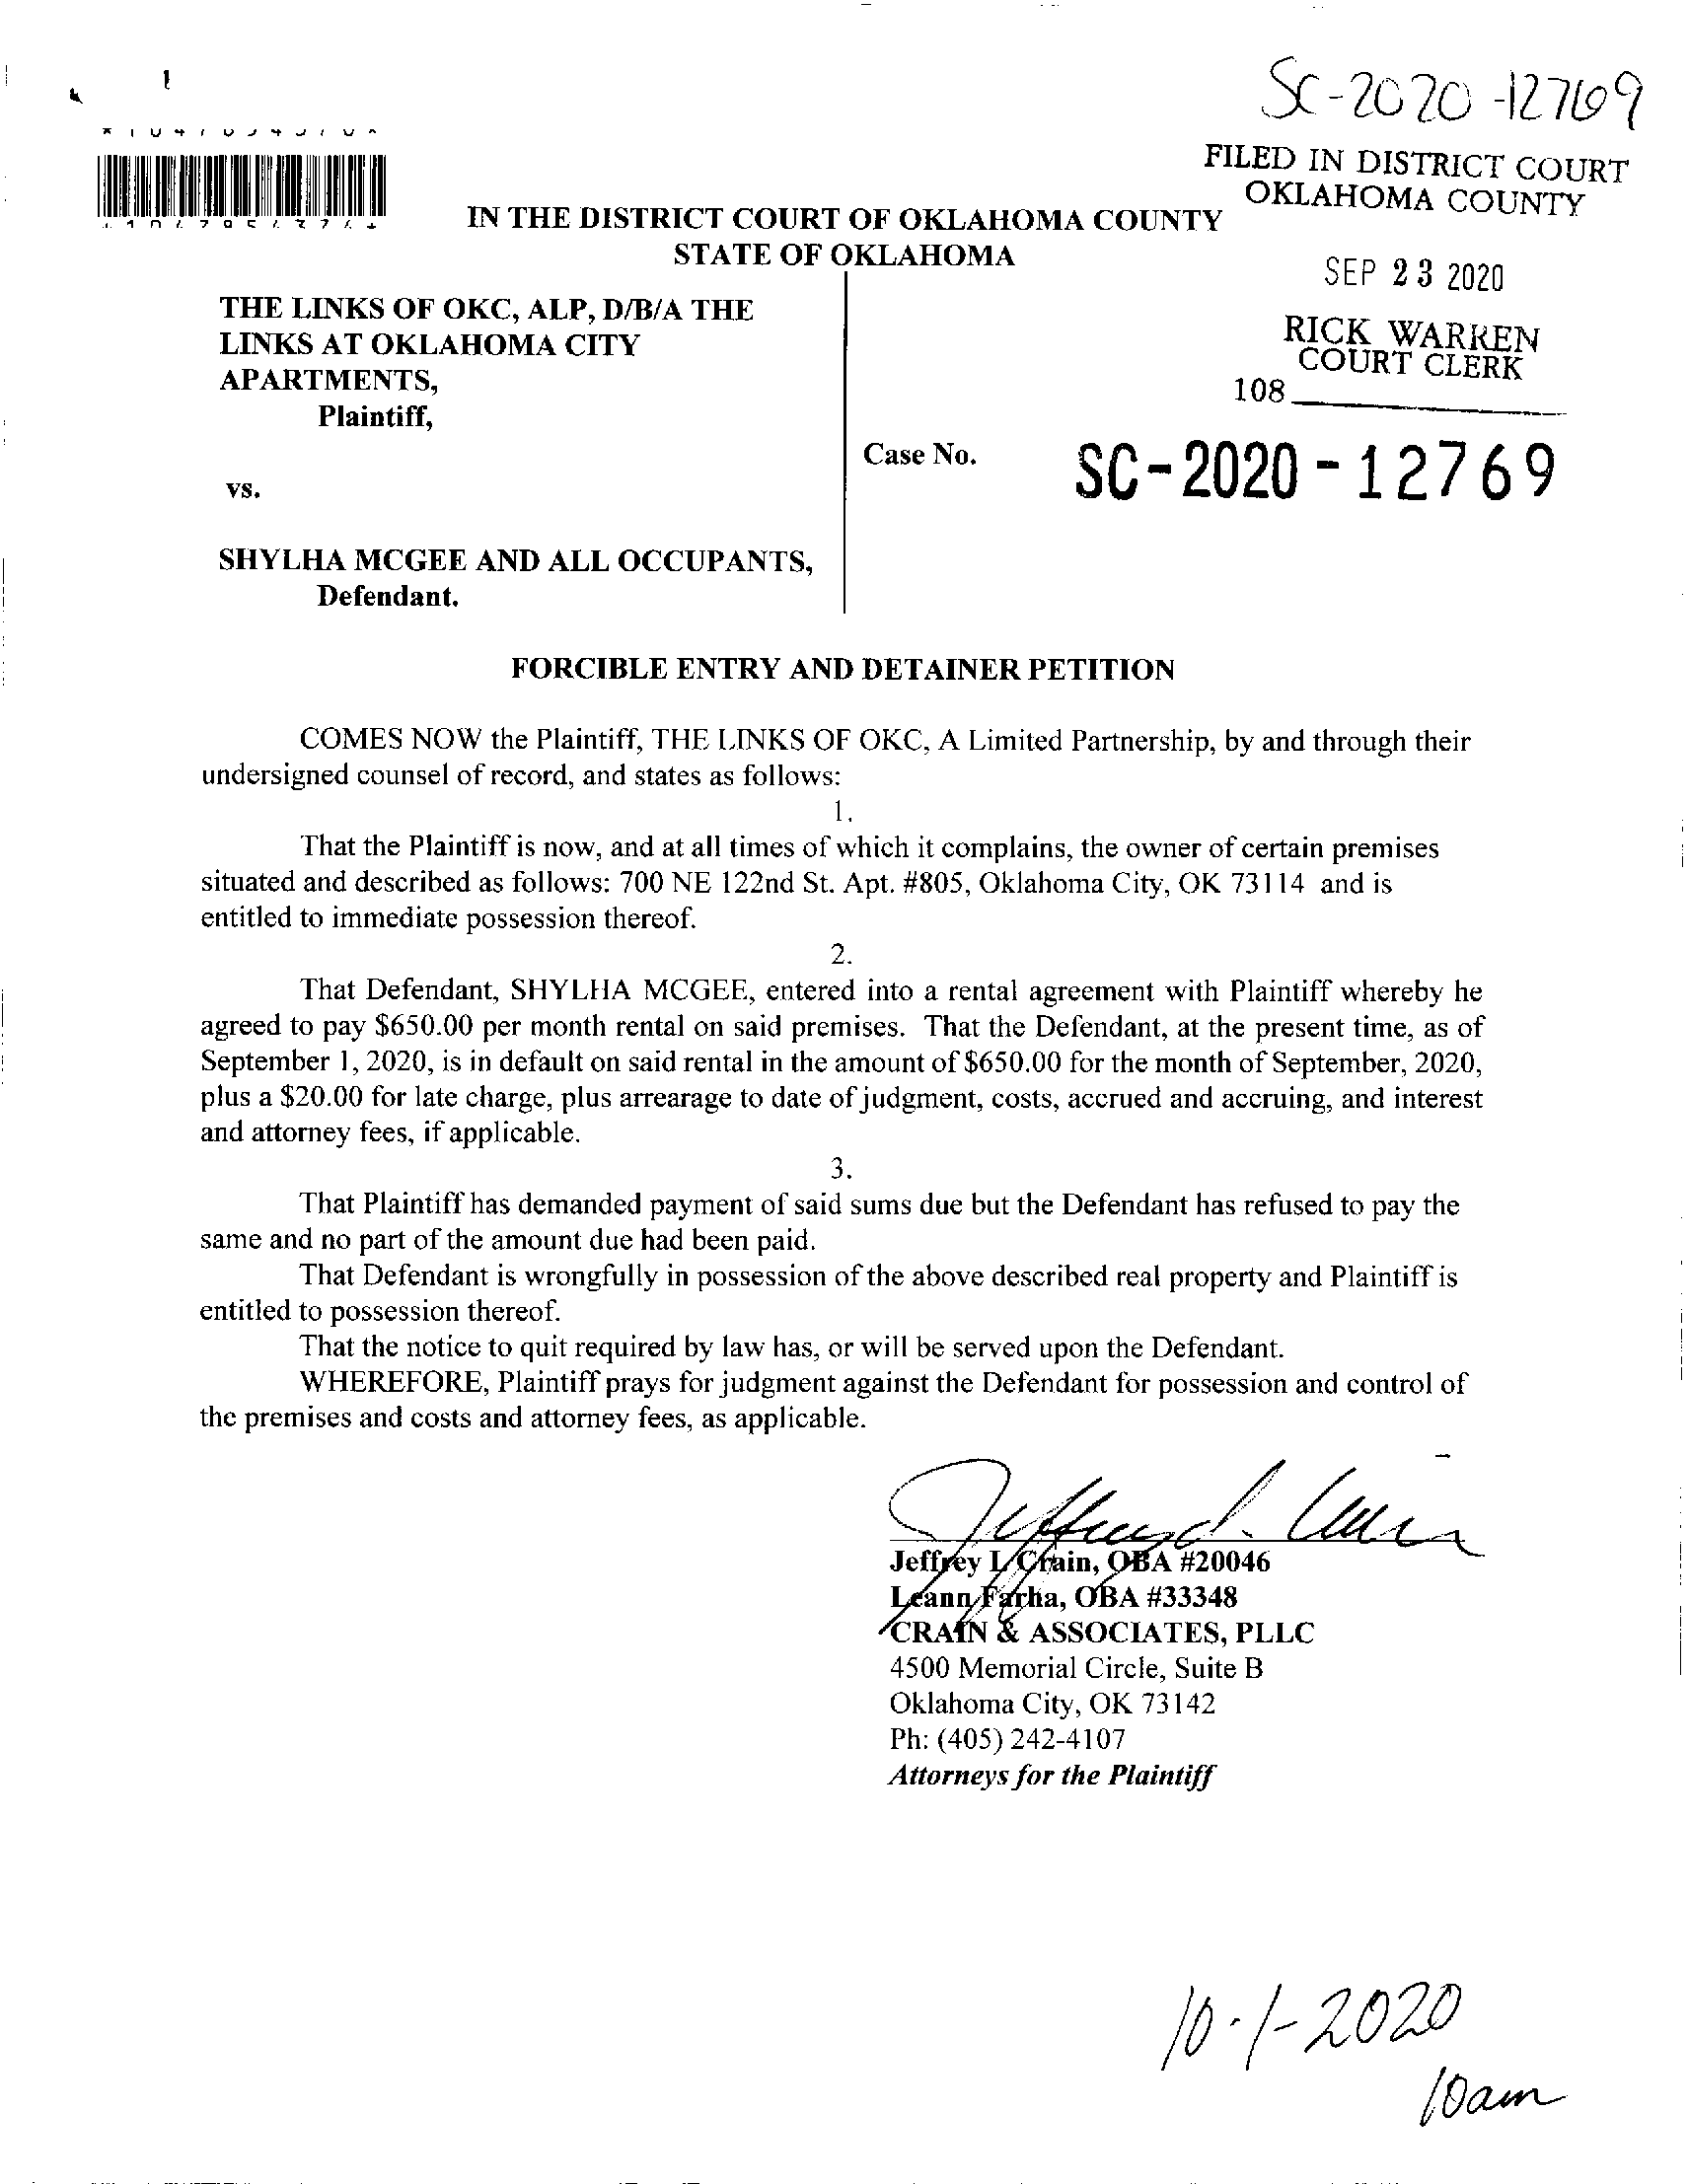 SC-2020-12769
FILED IN DISTRICT COURT
OKLAHOMA COUNTY
IN THE DISTRICT COURT OF OKLAHOMA COUNTY
STATE OF OKLAHOMA
SEP 23 2020
THE LINKS OF OKC, ALP, D/B/A THE
LINKS AT OKLAHOMA CITY
APARTMENTS,
Plaintiff,
RICK WARREN
COURT CLERK
108
Case No.
SC-2020-12769
vs.
SHYLHA MCGEE AND ALL OCCUPANTS,
Defendant.
FORCIBLE ENTRY AND DETAINER PETITION
COMES NOW the Plaintiff, THE LINKS OF OKC, A Limited Partnership, by and through their
undersigned counsel of record, and states as follows:
1.
That the Plaintiff is now, and at all times of which it complains, the owner of certain premises
situated and described as follows: 700 NE 122nd St. Apt. #805, Oklahoma City, OK 73114 and is
entitled to immediate possession thereof.
2.
That Defendant, SHYLHA MCGEE, entered into a rental agreement with Plaintiff whereby he
agreed to pay $650.00 per month rental on said premises. That the Defendant, at the present time, as of
September 1, 2020, is in default on said rental in the amount of $650.00 for the month of September, 2020,
plus a $20.00 for late charge, plus arrearage to date of judgment, costs, accrued and accruing, and interest
and attorney fees, if applicable.
3.
That Plaintiff has demanded payment of said sums due but the Defendant has refused to pay the
same and no part of the amount due had been paid.
That Defendant is wrongfully in possession of the above described real property and Plaintiff is
entitled to possession thereof.
That the notice to quit required by law has, or will be served upon the Defendant.
WHEREFORE, Plaintiff prays for judgment against the Defendant for possession and control of
the premises and costs and attorney fees, as applicable.
Jeffrey L Crain, OBA #20046
Leann Farha, OBA #33348
CRAIN & ASSOCIATES, PLLC
4500 Memorial Circle, Suite B
Oklahoma City, OK 73142
Ph: (405) 242-4107
Attorneys for the Plaintiff
10-1-2020
10am